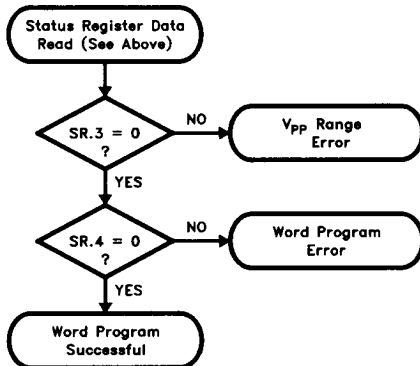 Status Register Data
Read (See Above)
SR.3 = 0
?
NO
VPP Range
Error
YES
SR.4 = 0
?
NO
Word Program
Error
YES
Word Program
Successful